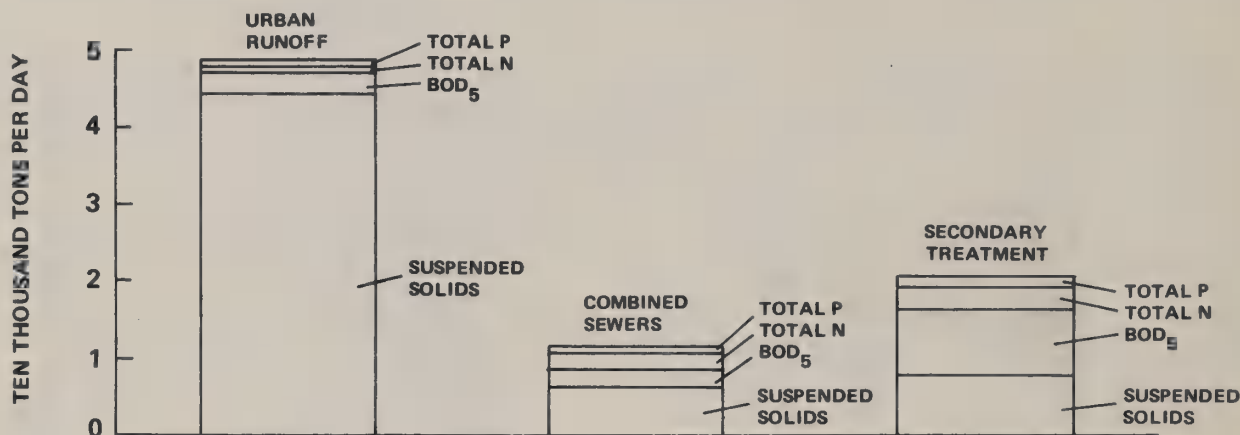 TEN THOUSAND TONS PER DAY
5
4
3
2
1
0
URBAN
RUNOFF
TOTAL P
TOTAL N
BOD5
SUSPENDED
SOLIDS
COMBINED
SEWERS
TOTAL P
TOTAL N
BOD5
SUSPENDED
SOLIDS
SECONDARY
TREATMENT
TOTAL P
TOTAL N
BOD5
SUSPENDED
SOLIDS